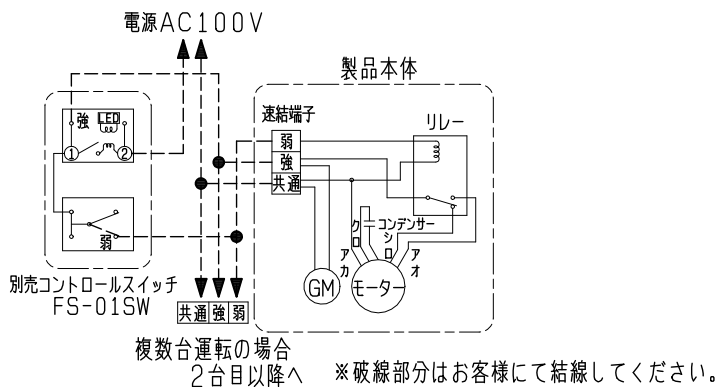 電源AC100V
製品本体
速結端子
リレー
強 LED
① ②
弱
強
共通
弱
コンデンサー
クロ
シロ
アカ
アオ
GM
モーター
別売コントロールスイッチ
FS-01SW
共通 強 弱
複数台運転の場合
2台目以降へ
※破線部分はお客様にて結線してください。